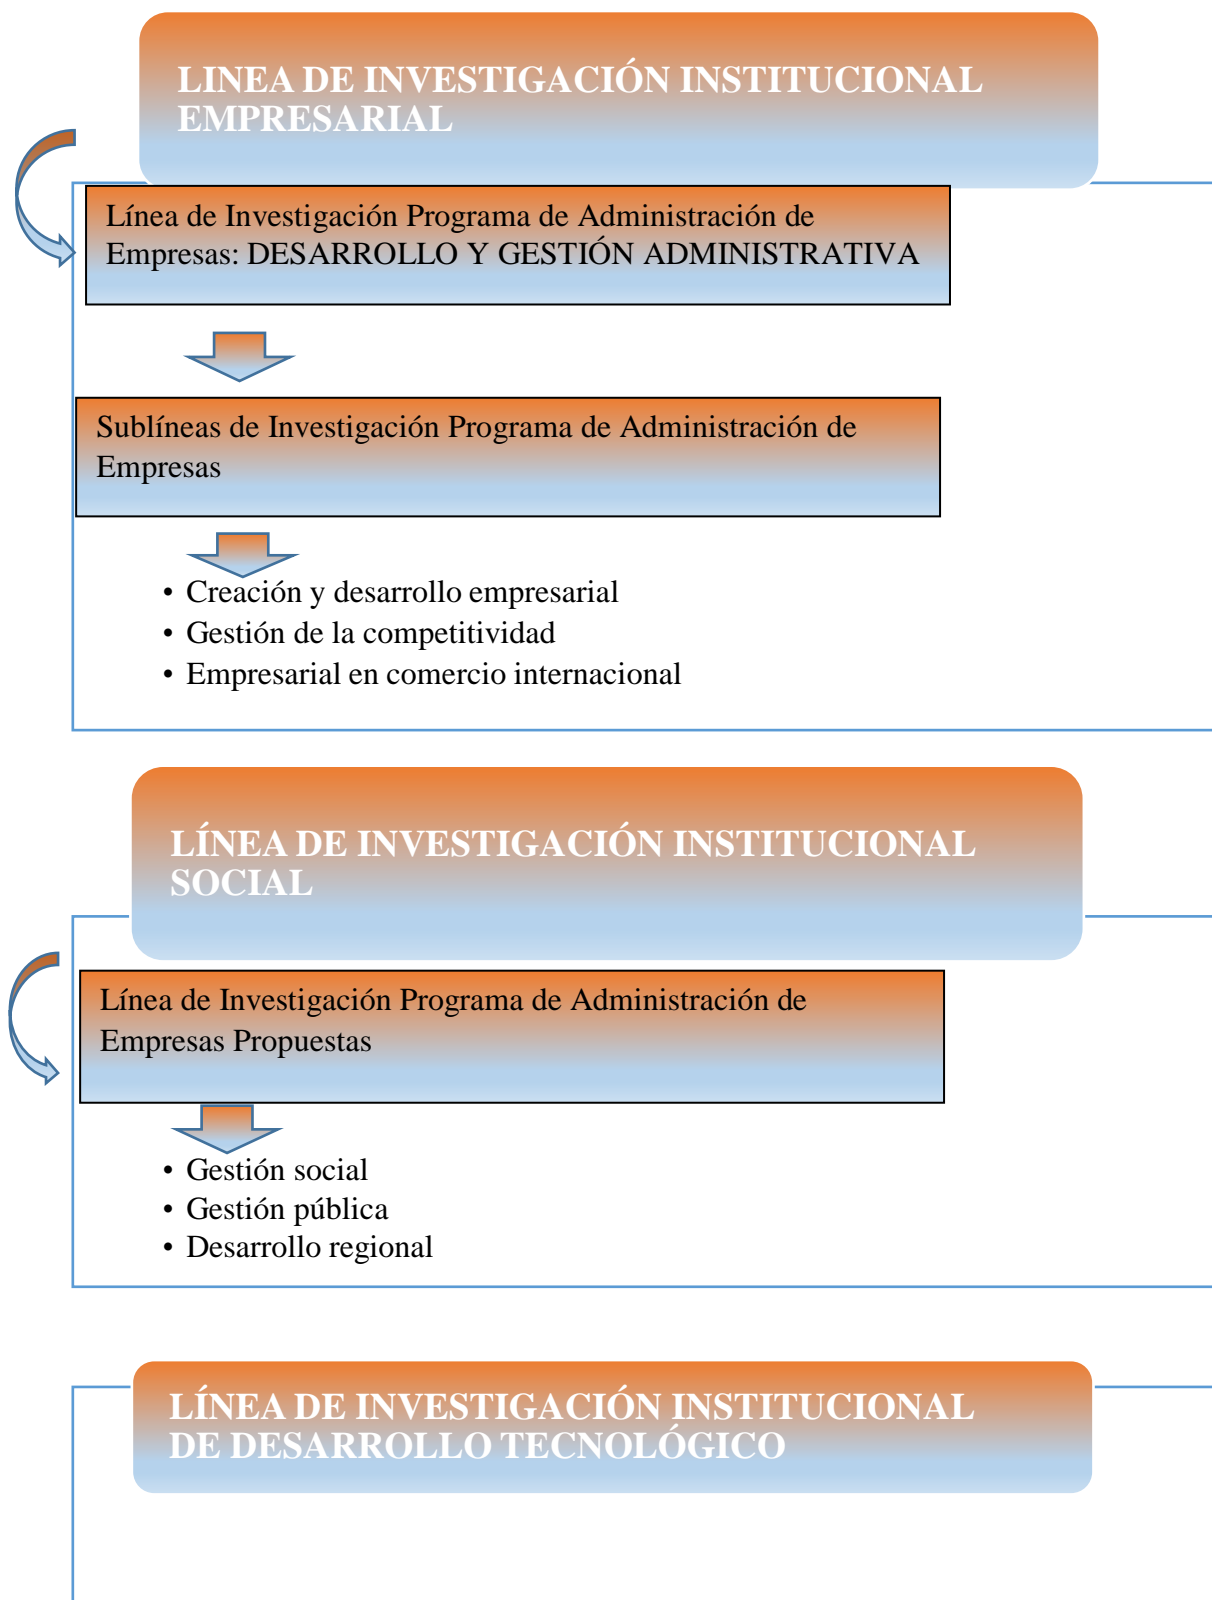 LINEA DE INVESTIGACIÓN INSTITUCIONAL
EMPRESARIAL
Línea de Investigación Programa de Administración de
Empresas: DESARROLLO Y GESTIÓN ADMINISTRATIVA
Sublíneas de Investigación Programa de Administración de
Empresas
• Creación y desarrollo empresarial
• Gestión de la competitividad
• Empresarial en comercio internacional
LÍNEA DE INVESTIGACIÓN INSTITUCIONAL
SOCIAL
Línea de Investigación Programa de Administración de
Empresas Propuestas
• Gestión social
• Gestión pública
• Desarrollo regional
LÍNEA DE INVESTIGACIÓN INSTITUCIONAL
DE DESARROLLO TECNOLÓGICO